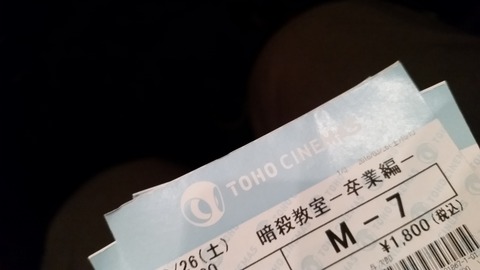 TOHO CINEMAS
/26(土)
暗殺教室-卒業編-
M-7
¥1,800(税込)